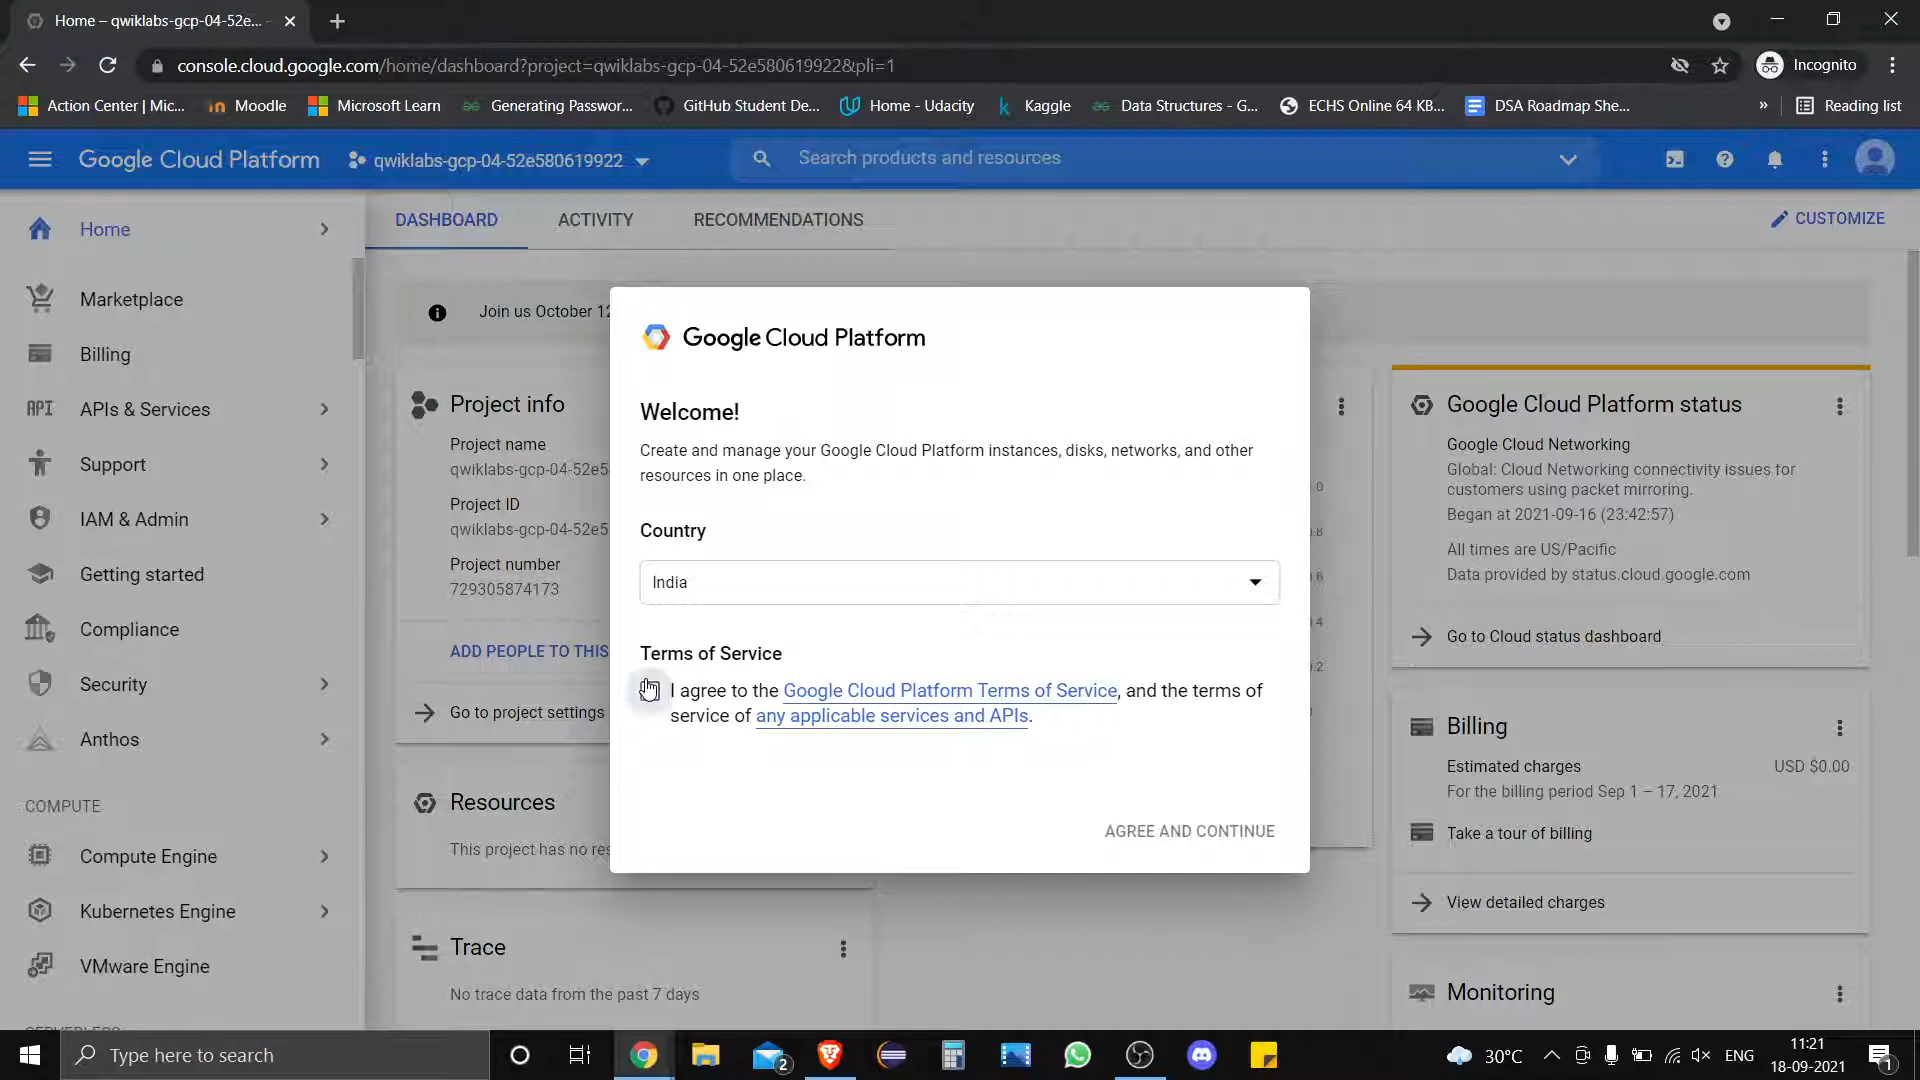 Home – qwiklabs-gcp-04-52e...
Incognito
console.cloud.google.com/home/dashboard?project=qwiklabs-gcp-04-52e580619922&pli=1
Action Center | Mic...
Moodle
Microsoft Learn
Generating Passwor...
GitHub Student De...
Home - Udacity
Kaggle
Data Structures - G...
ECHS Online 64 KB...
DSA Roadmap She...
»
Reading list
Google Cloud Platform
qwiklabs-gcp-04-52e580619922
Search products and resources
Home
Marketplace
Billing
API APIs & Services
Support
IAM & Admin
Getting started
Compliance
Security
Anthos
COMPUTE
Compute Engine
Kubernetes Engine
VMware Engine
SERVERLESS
DASHBOARD
ACTIVITY
RECOMMENDATIONS
CUSTOMIZE
Join us October 12
Project info
Project name
qwiklabs-gcp-04-52e5
Project ID
qwiklabs-gcp-04-52e5
Project number
729305874173
ADD PEOPLE TO THIS
Go to project settings
Resources
This project has no res
Trace
No trace data from the past 7 days
Google Cloud Platform
Welcome!
Create and manage your Google Cloud Platform instances, disks, networks, and other
resources in one place.
Country
India
Terms of Service
I agree to the Google Cloud Platform Terms of Service, and the terms of
service of any applicable services and APIs.
AGREE AND CONTINUE
Google Cloud Platform status
Google Cloud Networking
Global: Cloud Networking connectivity issues for
customers using packet mirroring.
Began at 2021-09-16 (23:42:57)
All times are US/Pacific
Data provided by status.cloud.google.com
Go to Cloud status dashboard
Billing
Estimated charges
USD $0.00
For the billing period Sep 1 – 17, 2021
Take a tour of billing
View detailed charges
Monitoring
Type here to search
2
30°C
ENG
11:21
18-09-2021
1